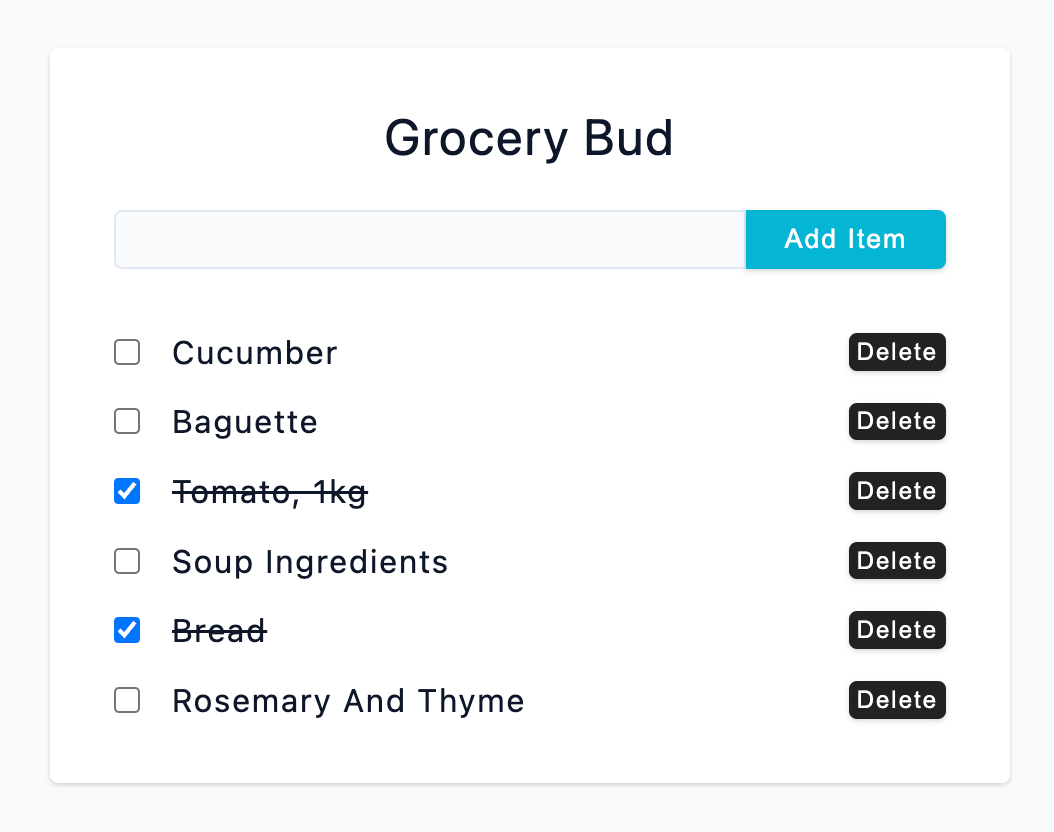 Grocery Bud
Add Item
Cucumber Delete
Baguette Delete
Tomato, 1kg Delete
Soup Ingredients Delete
Bread Delete
Rosemary And Thyme Delete